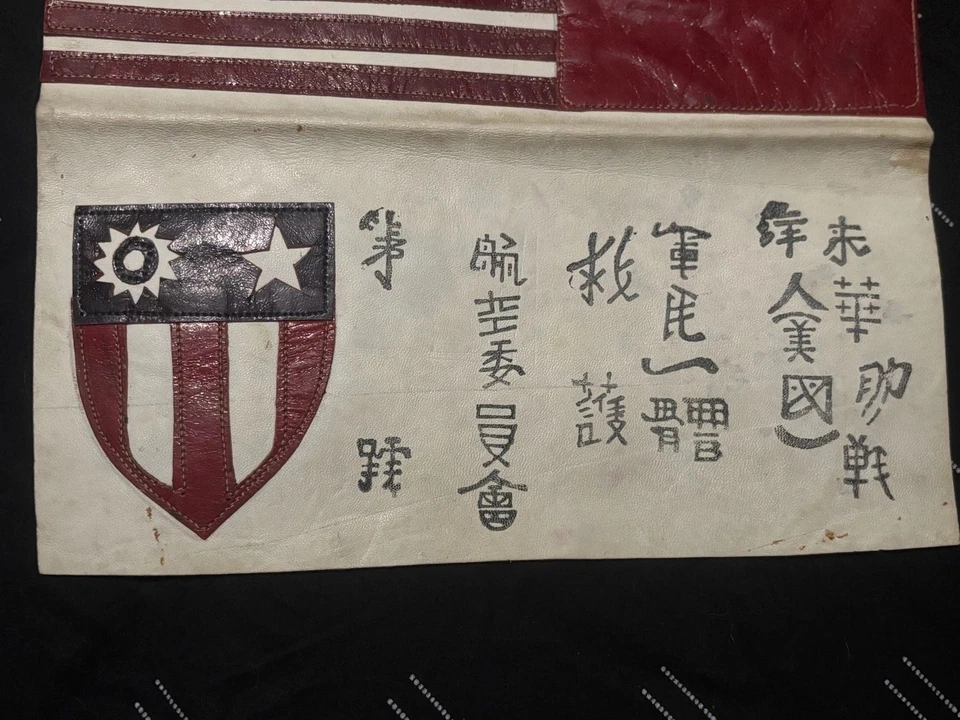 来華助戰
洋人(美國)
軍民一體
救護
航空委員會
第 號